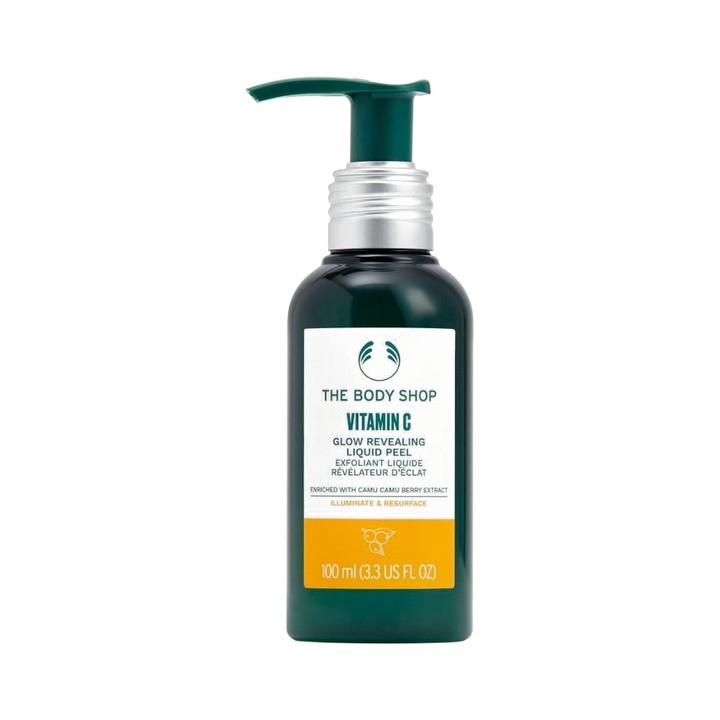 THE BODY SHOP
VITAMIN C
GLOW REVEALING
LIQUID PEEL
EXFOLIANT LIQUIDE
RÉVÉLATEUR D'ÉCLAT
ENRICHED WITH CAMU CAMU BERRY EXTRACT
ILLUMINATE & RESURFACE
100 ml (3.3 US FL OZ)